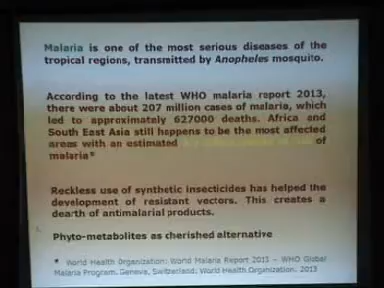 Malaria is one of the most serious diseases of the
tropical regions, transmitted by Anopheles mosquito.
According to the latest WHO malaria report 2013,
there were about 207 million cases of malaria, which
led to approximately 627000 deaths. Africa and
South East Asia still happens to be the most affected
areas with an estimated of
malaria*
Reckless use of synthetic insecticides has helped the
development of resistant vectors. This creates a
dearth of antimalarial products.
Phyto-metabolites as cherished alternative
* World Health Organization: World Malaria Report 2013 – WHO Global
Malaria Program, Geneva, Switzerland: World Health Organization; 2013